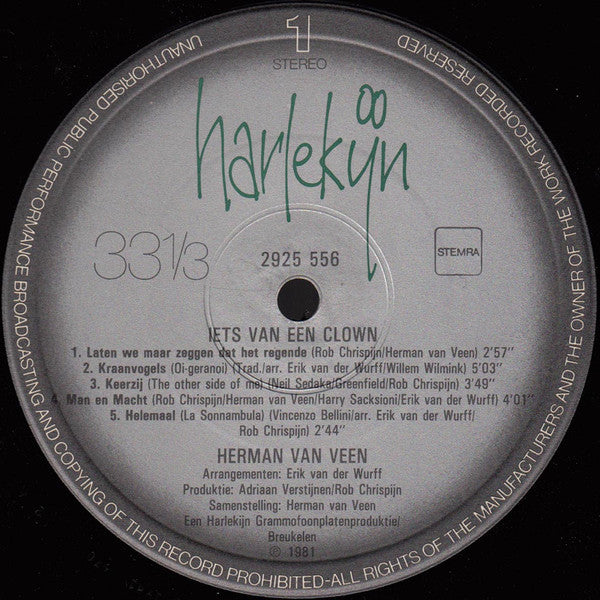 1
STEREO
harlekijn
33 1/3
2925 556
STEMRA
IETS VAN EEN CLOWN
1. Laten we maar zeggen dat het regende (Rob Chrispijn/Herman van Veen) 2'57"
2. Kraanvogels (Oi-geranoi) (Trad./arr. Erik van der Wurff/Willem Wilmink) 5'03"
3. Keerzij (The other side of me) (Neil Sedaka/Greenfield/Rob Chrispijn) 3'49"
4. Man en Macht (Rob Chrispijn/Herman van Veen/Harry Sacksioni/Erik van der Wurff) 4'01"
5. Helemaal (La Sonnambula) (Vincenzo Bellini/arr. Erik van der Wurff/
Rob Chrispijn) 2'44"
HERMAN VAN VEEN
Arrangementen: Erik van der Wurff
Produktie: Adriaan Verstijnen/Rob Chrispijn
Samenstelling: Herman van Veen
Een Harlekijn Grammofoonplatenproduktie/
Breukelen
© 1981
ALL RIGHTS OF THE MANUFACTURERS AND THE OWNER OF THE WORK RECORDED RESERVED
UNAUTHORISED PUBLIC PERFORMANCE BROADCASTING AND COPYING OF THIS RECORD PROHIBITED-